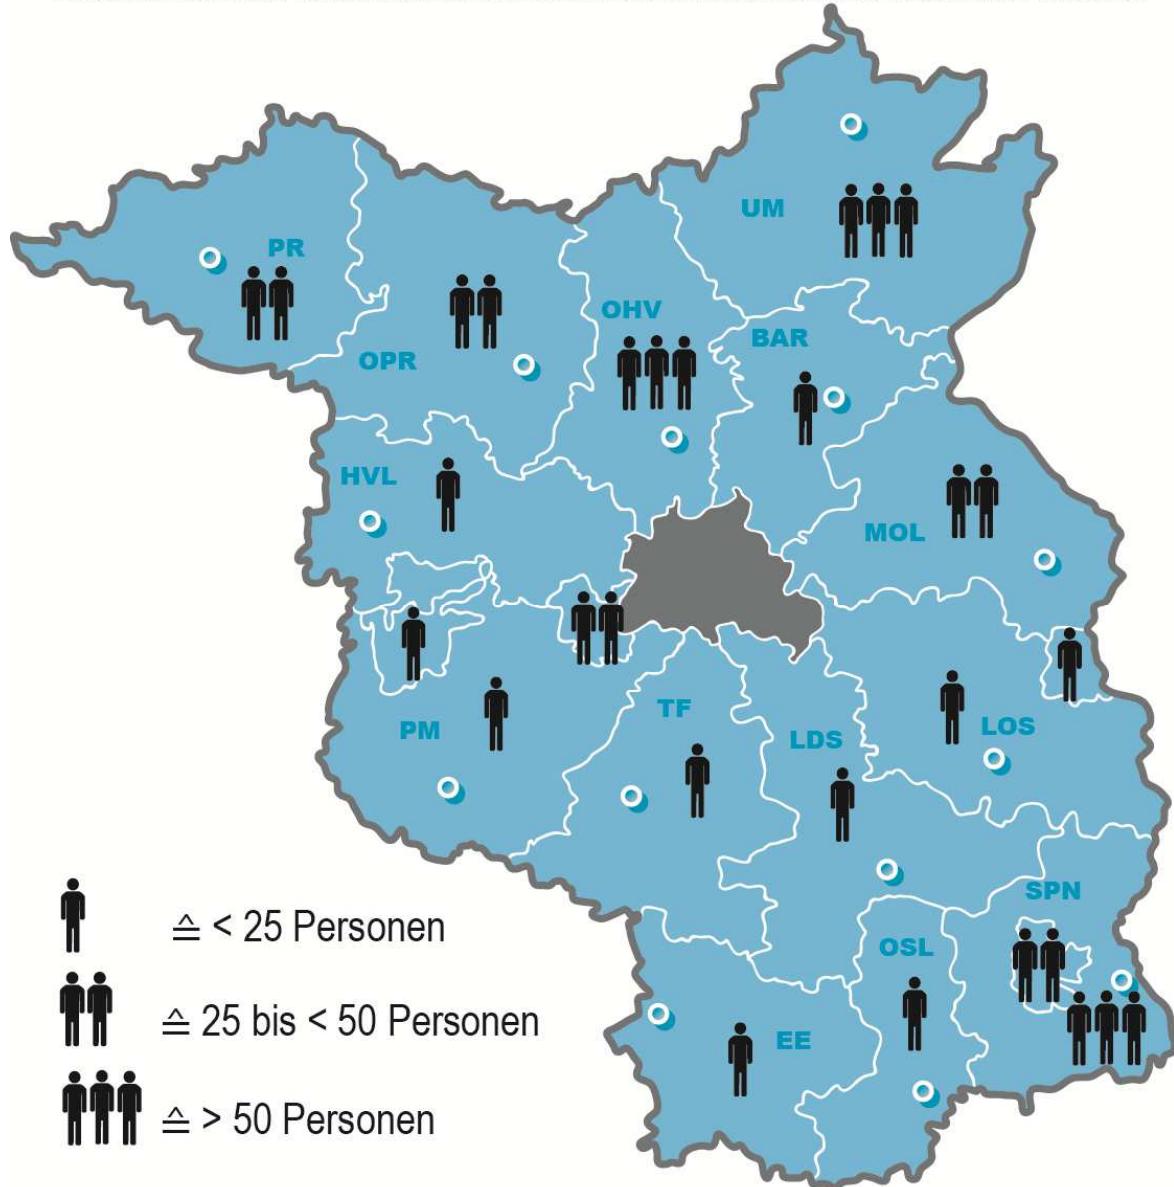 UM
PR
OHV
BAR
OPR
HVL
MOL
TF
LOS
PM
LDS
SPN
OSL
EE
≙ < 25 Personen
≙ 25 bis < 50 Personen
≙ > 50 Personen